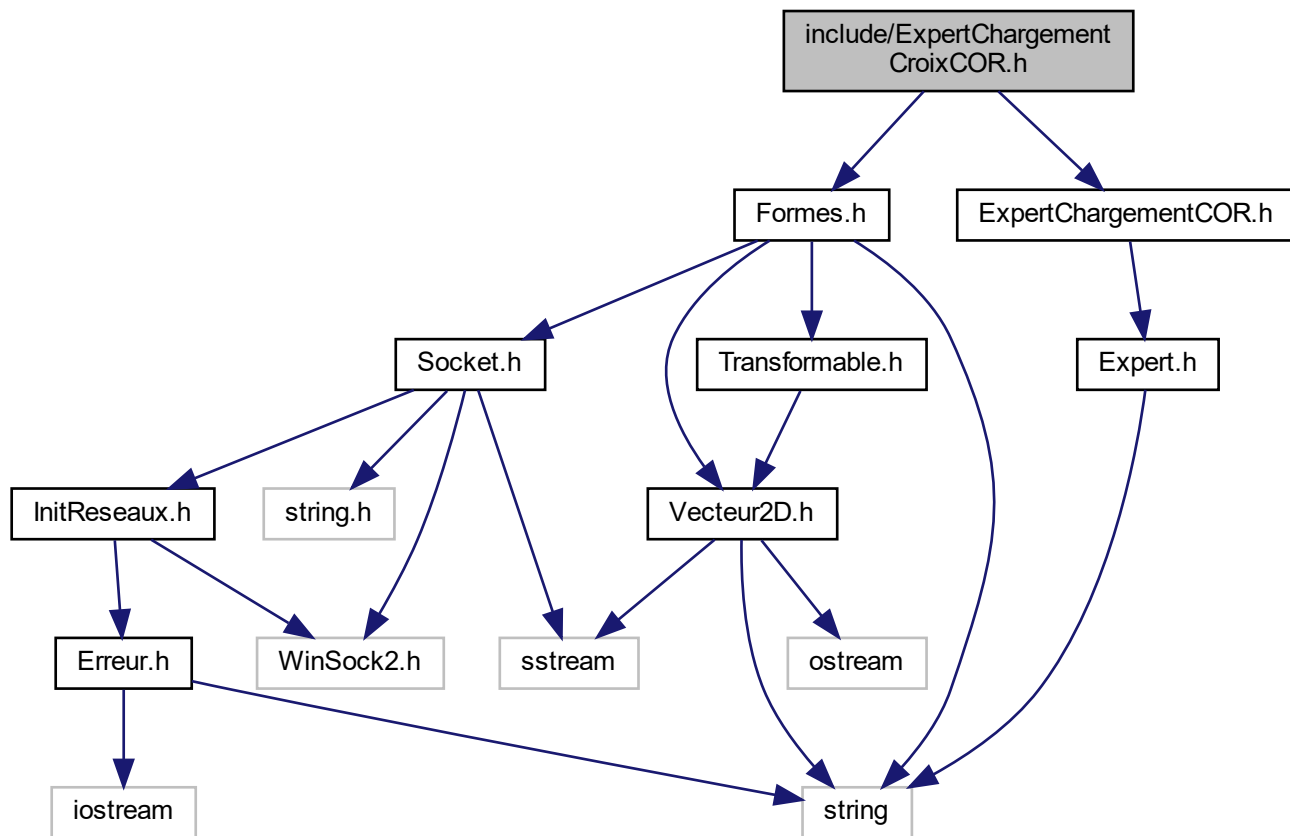 include/ExpertChargement
CroixCOR.h
Formes.h
ExpertChargementCOR.h
Socket.h
Transformable.h
Expert.h
InitReseaux.h
string.h
Vecteur2D.h
Erreur.h
WinSock2.h
sstream
ostream
iostream
string